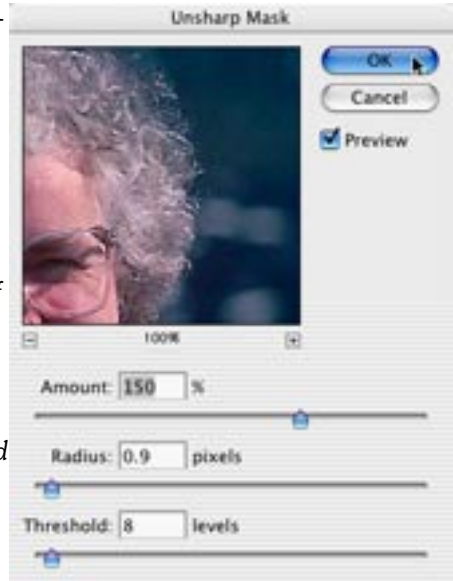 Unsharp Mask
OK
Cancel
Preview
100%
Amount: 150 %
Radius: 0.9 pixels
d
Threshold: 8 levels